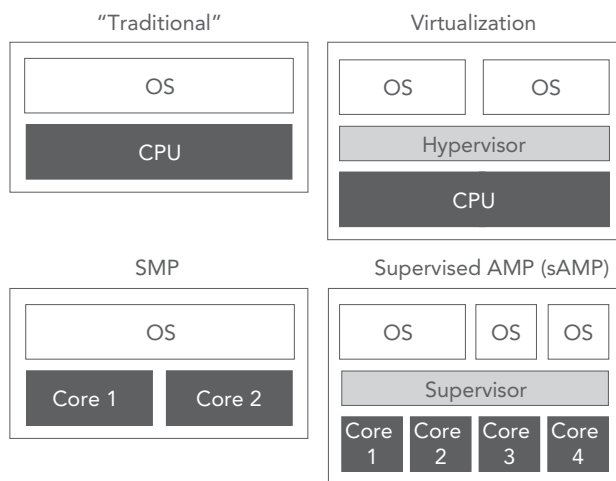 “Traditional”
OS
CPU
Virtualization
OS OS
Hypervisor
CPU
SMP
OS
Core 1 Core 2
Supervised AMP (sAMP)
OS OS OS
Supervisor
Core Core Core Core
1 2 3 4